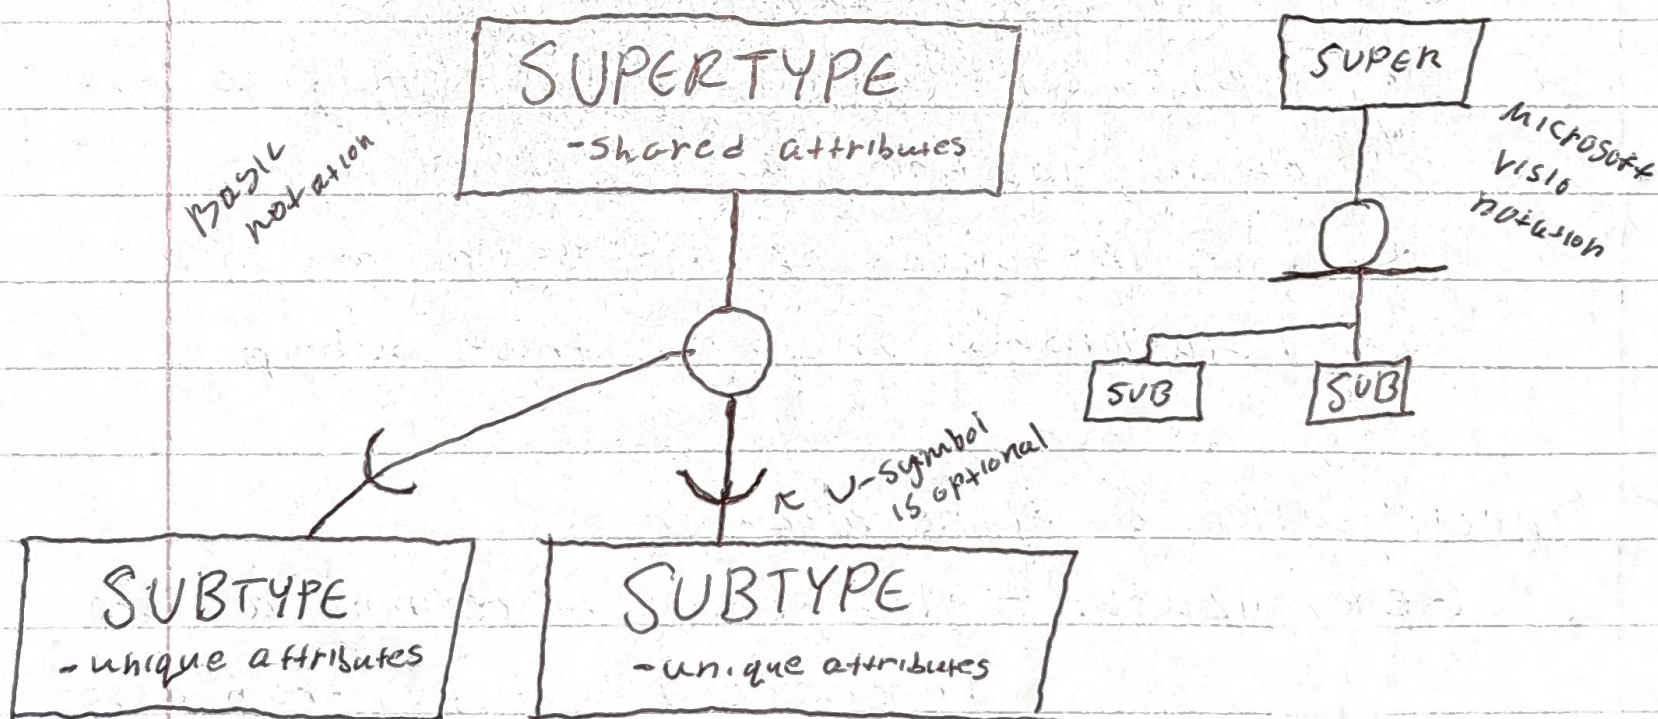 SUPERTYPE
-shared attributes
Basic
notation
U-symbol
is optional
SUBTYPE
-unique attributes
SUBTYPE
-unique attributes
SUPER
Microsoft
Visio
notation
SUB
SUB